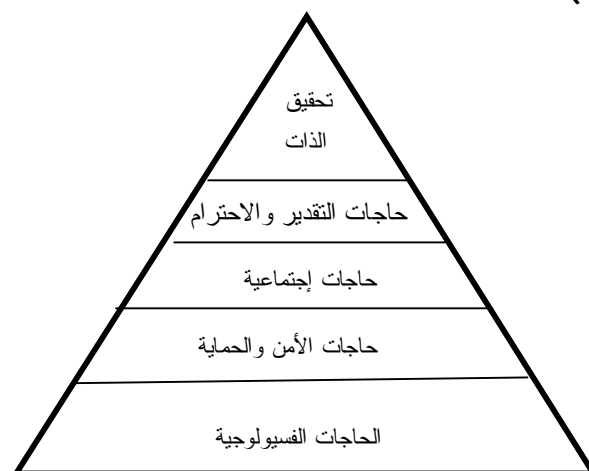 تحقيق
الذات
حاجات التقدير والاحترام
حاجات إجتماعية
حاجات الأمن والحماية
الحاجات الفسيولوجية